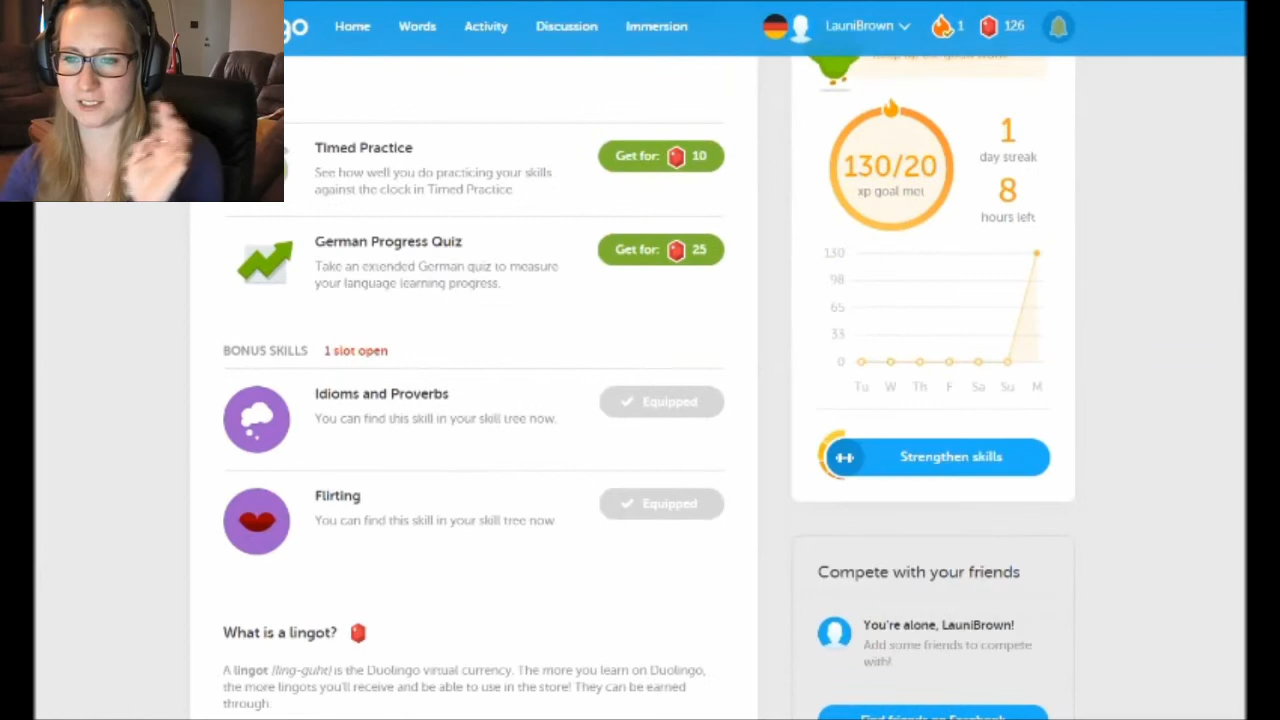 go Home Words Activity Discussion Immersion LauniBrown 1 126
Timed Practice
See how well you do practicing your skills
against the clock in Timed Practice
Get for: 10
German Progress Quiz
Take an extended German quiz to measure
your language learning progress.
Get for: 25
BONUS SKILLS 1 slot open
Idioms and Proverbs
You can find this skill in your skill tree now.
Equipped
Flirting
You can find this skill in your skill tree now
Equipped
What is a lingot?
A lingot (ling-guht) is the Duolingo virtual currency. The more you learn on Duolingo,
the more lingots you'll receive and be able to use in the store! They can be earned
through:
130/20
xp goal met
1
day streak
8
hours left
130
98
65
33
0
Tu W Th F Sa Su M
Strengthen skills
Compete with your friends
You're alone, LauniBrown!
Add some friends to compete
with!
Find friends on Facebook